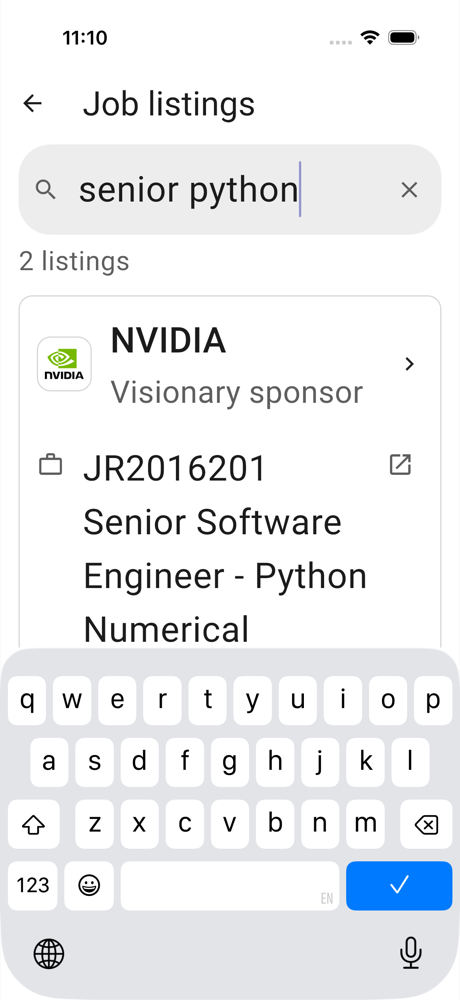 11:10
Job listings
senior python
2 listings
NVIDIA
NVIDIA
Visionary sponsor
JR2016201
Senior Software
Engineer - Python
Numerical
q w e r t y u i o p
a s d f g h j k l
z x c v b n m
123
EN